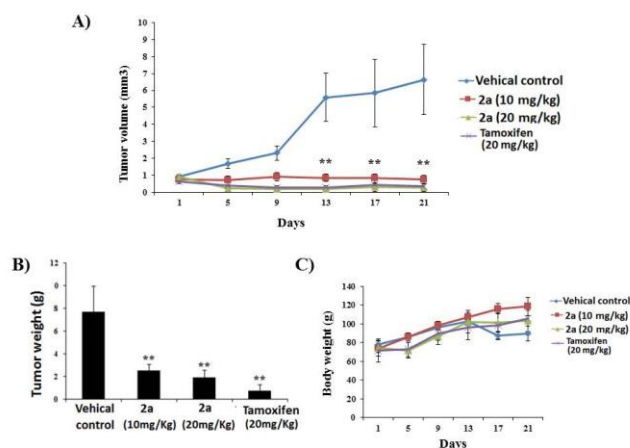 A)
Tumor volume (mm3)
10
9
8
7
6
5
4
3
2
1
0
1 5 9 13 17 21
** ** **
Days
Vehical control
2a (10 mg/kg)
2a (20 mg/kg)
Tamoxifen
(20 mg/kg)
B)
Tumor weight (g)
8
6
4
2
0
** ** **
Vehical 2a 2a Tamoxifen
control (10mg/Kg) (20mg/Kg) (20mg/Kg)
C)
Body weight (g)
200
180
160
140
120
100
80
60
40
20
0
1 5 9 13 17 21
Days
Vehical control
2a (10 mg/kg)
2a (20 mg/kg)
Tamoxifen
(20 mg/kg)